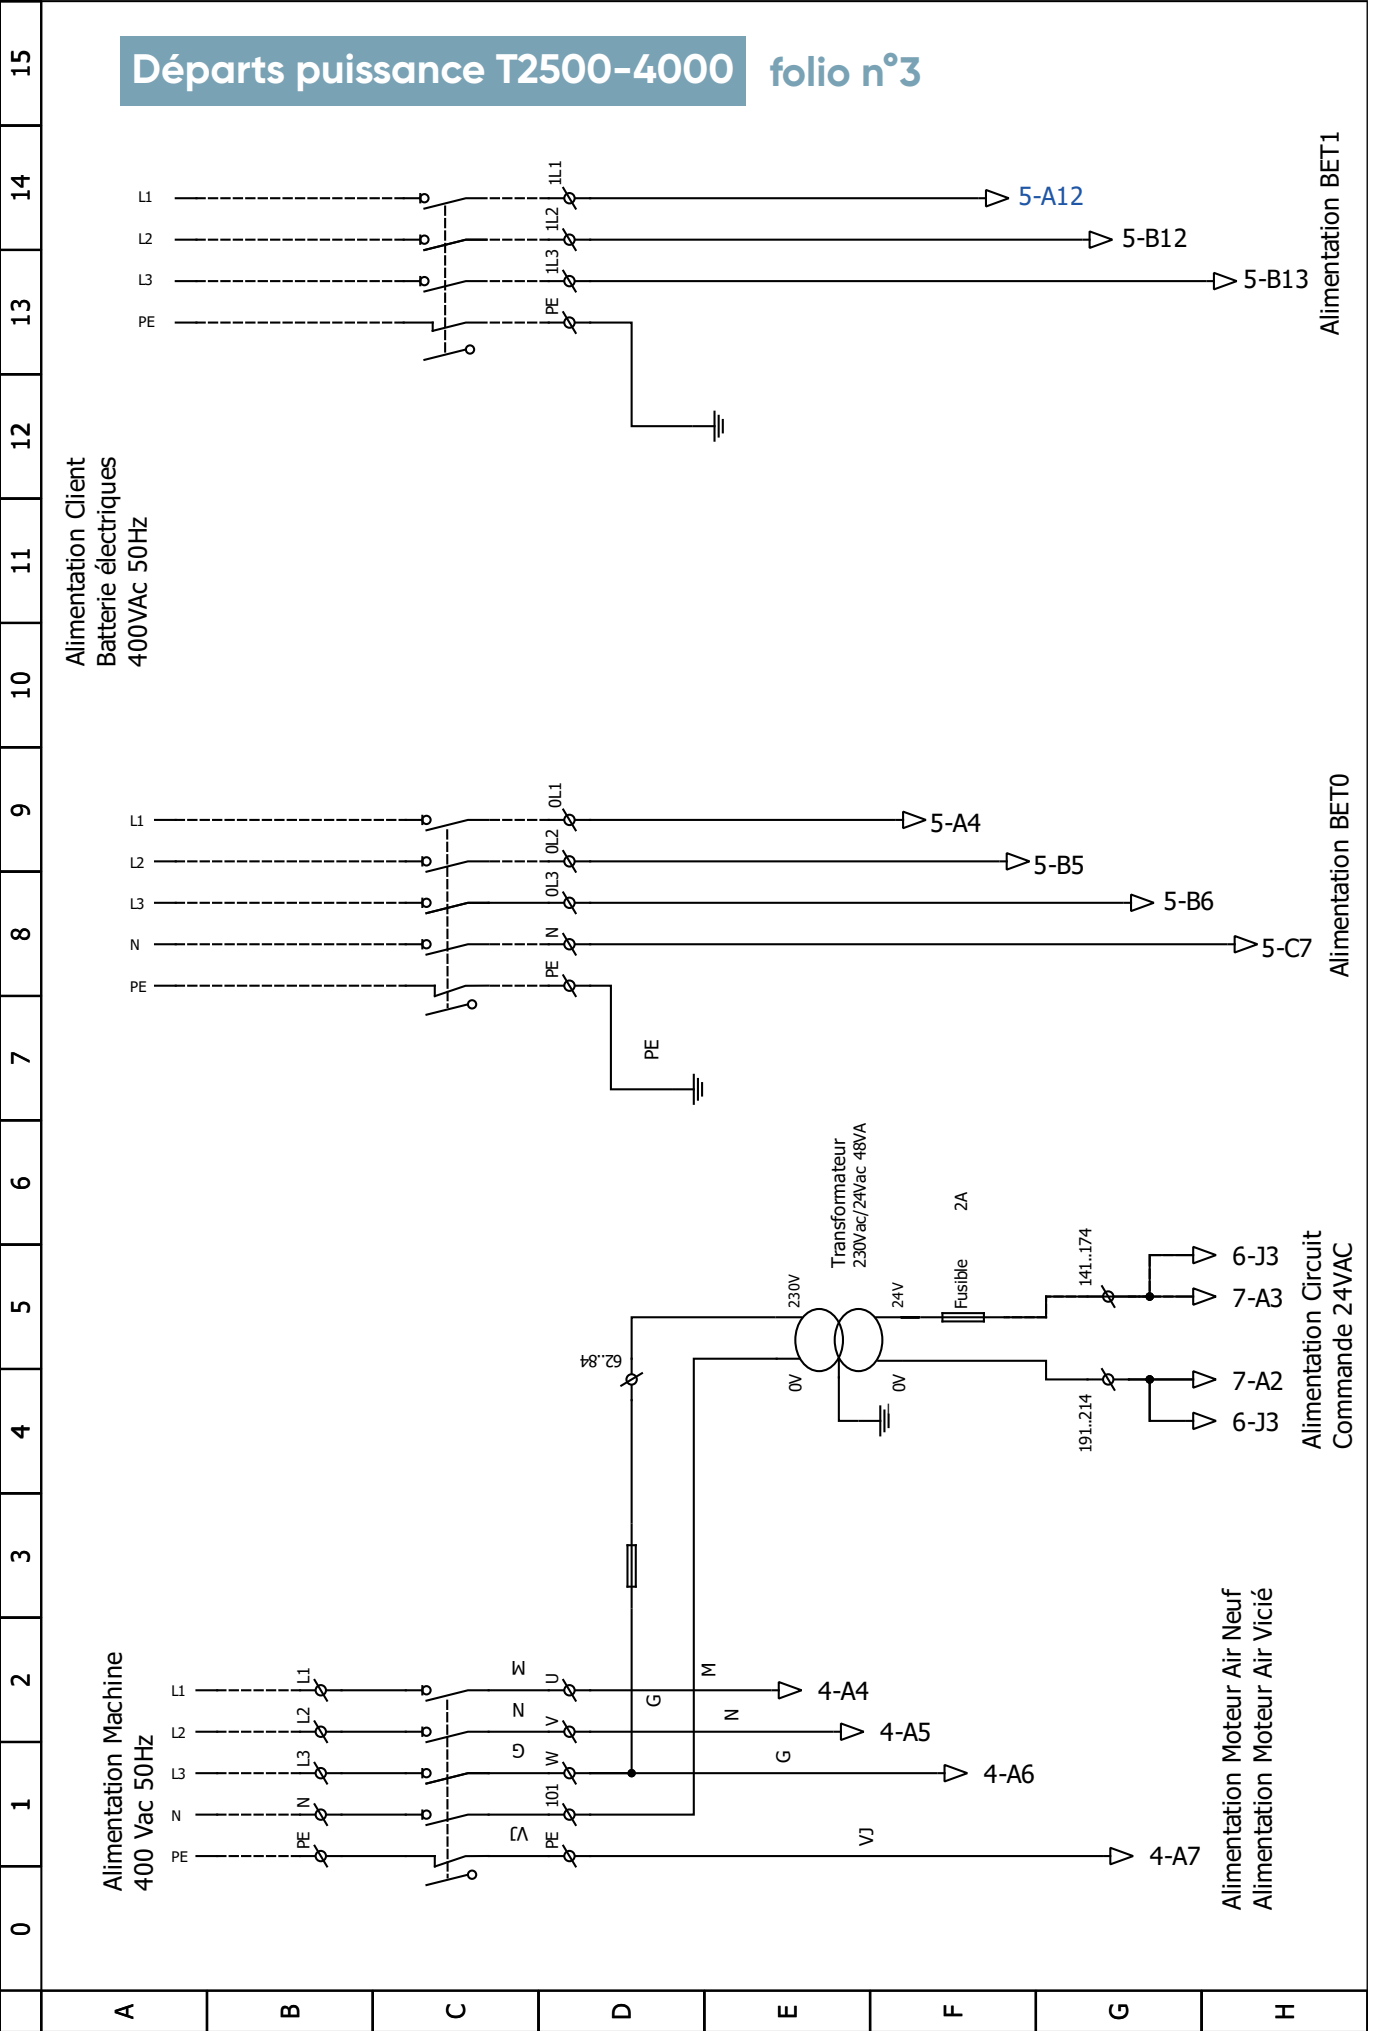 Départs puissance T2500-4000
folio n°3
15
14
13
12
11
10
9
8
7
6
5
4
3
2
1
0
A
B
C
D
E
F
G
H
L1
1L1
5-A12
L2
1L2
5-B12
L3
1L3
5-B13
PE
PE
Alimentation BET1
Alimentation Client
Batterie électriques
400VAc 50Hz
L1
0L1
5-A4
L2
0L2
5-B5
L3
0L3
5-B6
N
N
5-C7
PE
PE
PE
Alimentation BET0
Transformateur
230Vac/24Vac 48VA
2A
Fusible
230V
24V
0V
0V
62..84
141..174
191..214
6-J3
7-A3
7-A2
6-J3
Alimentation Circuit
Commande 24VAC
Alimentation Machine
400 Vac 50Hz
L1
L1
M
U
M
4-A4
L2
L2
N
V
N
4-A5
L3
L3
G
W
G
G
4-A6
N
N
101
PE
PE
VJ
PE
VJ
4-A7
Alimentation Moteur Air Neuf
Alimentation Moteur Air Vicié